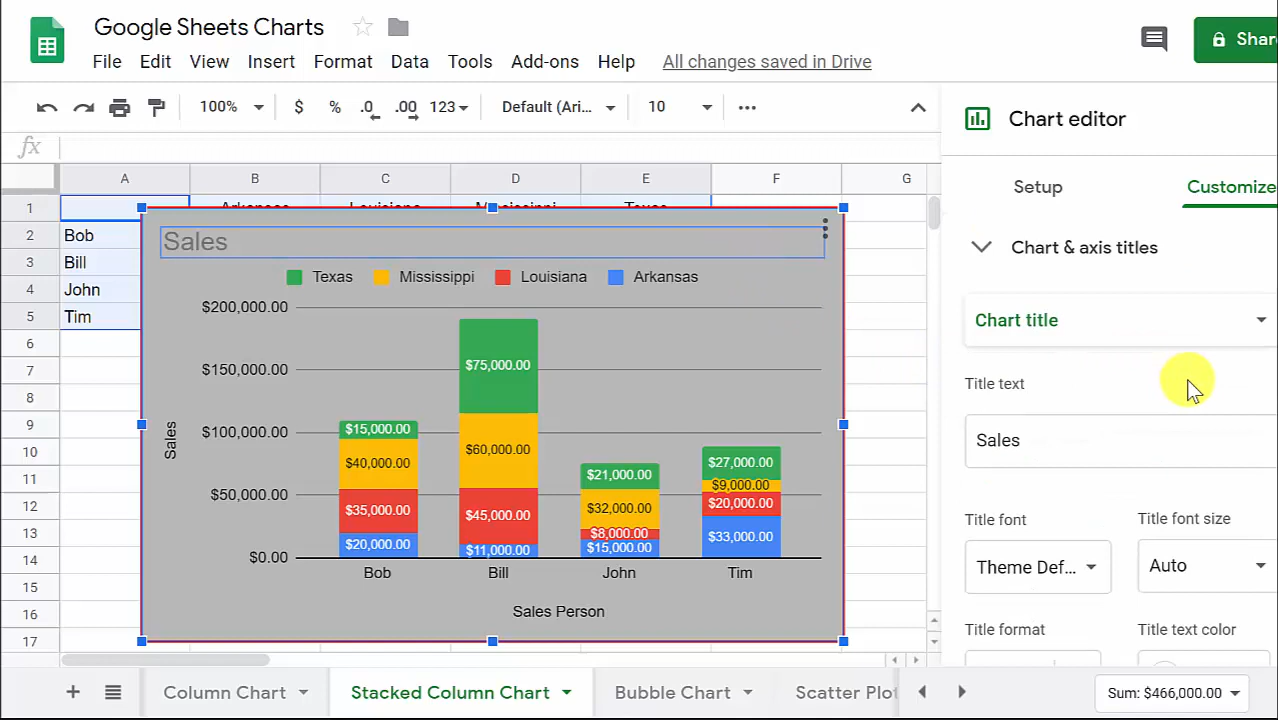 Google Sheets Charts
File Edit View Insert Format Data Tools Add-ons Help All changes saved in Drive
Share
100% $ % .0 .00 123 Default (Ari... 10 ...
Chart editor
fx
Setup Customize
A B C D E F G
1
2 Bob
3 Bill
4 John
5 Tim
6
7
8
9
10
11
12
13
14
15
16
17
Sales
Texas Mississippi Louisiana Arkansas
$200,000.00
$150,000.00
$100,000.00
$50,000.00
$0.00
Sales
$15,000.00
$40,000.00
$35,000.00
$20,000.00
$75,000.00
$60,000.00
$45,000.00
$11,000.00
$21,000.00
$32,000.00
$8,000.00
$15,000.00
$27,000.00
$9,000.00
$20,000.00
$33,000.00
Bob Bill John Tim
Sales Person
Chart & axis titles
Chart title
Title text
Sales
Title font Title font size
Theme Def... Auto
Title format Title text color
Column Chart Stacked Column Chart Bubble Chart Scatter Plo
Sum: $466,000.00